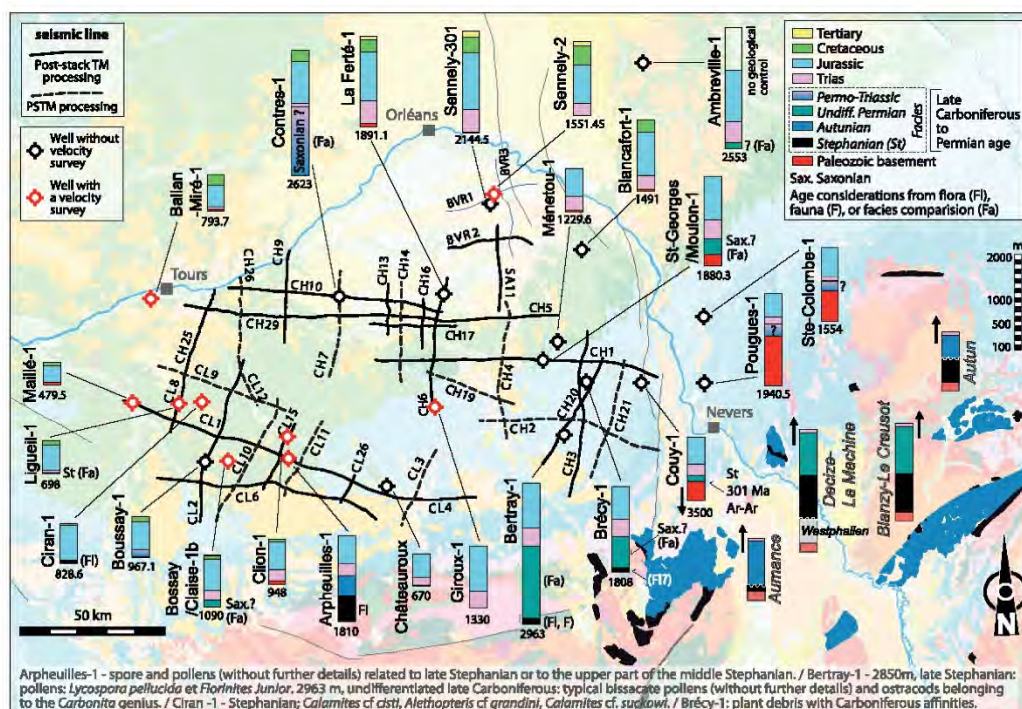 seismic line
Post-stack TM
processing
PSTM processing
Well without
velocity
survey
Well with
a velocity
survey
Tertiary
Cretaceous
Jurassic
Trias
Permo-Triassic
Undiff. Permian
Autunian
Stephanian (St)
Facies
Late
Carboniferous
to
Permian age
Paleozoic basement
Sax. Saxonian
Age considerations from flora (Fl),
fauna (F), or facies comparision (Fa)
Ballan
-Miré-1
793.7
Contres-1
Saxonian ?
(Fa)
2623
La Ferté-1
1891.1
Sennely-301
2144.5
Sennely-2
1551.45
Ménetou-1
1229.6
Blancafort-1
1491
St-Georges
/Moulon-1
Sax.?
(Fa)
1880.3
Ambreville-1
no geological
control
? (Fa)
2553
Pougues-1
?
1940.5
Ste-Colombe-1
?
1554
m
2000
1000
500
100
Orléans
Tours
Nevers
BVR1
BVR3
BVR2
SA11
CH26
CH9
CH10
CH13
CH14
CH16
CH5
CH29
CH17
CH25
CH7
CH4
CH1
CL9
CL8
CL12
CL1
CL15
CL11
CH6
CH19
CH20
CH21
CH2
CH3
CL10
CL26
CL3
CL6
CL2
CL4
Maillé-1
479.5
Ligueil-1
St (Fa)
698
Ciran-1
(Fl)
828.6
Boussay-1
967.1
Bossay
/Claise-1b
Sax.?
(Fa)
1090
Clion-1
948
Arpheuilles-1
Fl
1810
Châteauroux
670
Giroux-1
1330
Bertray-1
(Fa)
(Fl, F)
2963
Brécy-1
Sax.?
(Fa)
(Fl?)
1808
Couy-1
3500
St
301 Ma
Ar-Ar
Aumance
Decize-
La Machine
Westphalien
Blanzy-Le Creusot
Autun
50 km
N
Arpheuilles-1 - spore and pollens (without further details) related to late Stephanian or to the upper part of the middle Stephanian. / Bertray-1 - 2850m, late Stephanian:
pollens: Lycospora pellucida et Florinites Junior. 2963 m, undifferentiated late Carboniferous: typical bissacate pollens (without further details) and ostracods belonging
to the Carbonita genius. / Ciran -1 - Stephanian; Calamites cf cisti, Alethopteris cf grandini, Calamites cf. suckowi. / Brécy-1: plant debris with Carboniferous affinities.